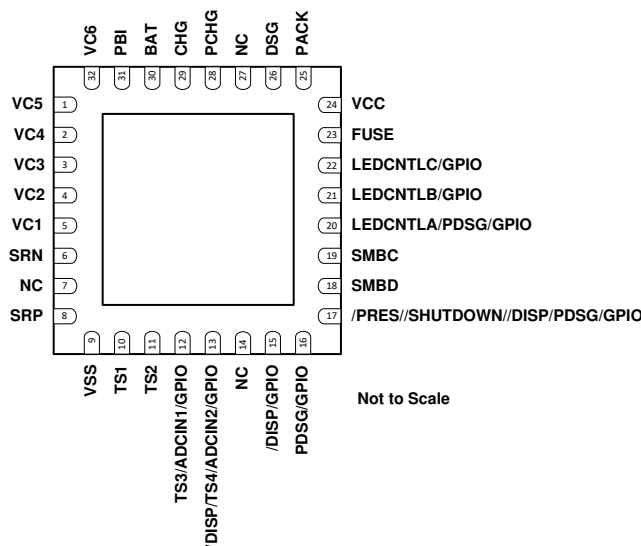 VC6
PBI
BAT
CHG
PCHG
NC
DSG
PACK
32
31
30
29
28
27
26
25
VC5 1
VC4 2
VC3 3
VC2 4
VC1 5
SRN 6
NC 7
SRP 8
24 VCC
23 FUSE
22 LEDCNTLC/GPIO
21 LEDCNTLB/GPIO
20 LEDCNTLA/PDSG/GPIO
19 SMBC
18 SMBD
17 /PRES//SHUTDOWN//DISP/PDSG/GPIO
9
10
11
12
13
14
15
16
VSS
TS1
TS2
TS3/ADCIN1/GPIO
/DISP/TS4/ADCIN2/GPIO
NC
/DISP/GPIO
PDSG/GPIO
Not to Scale